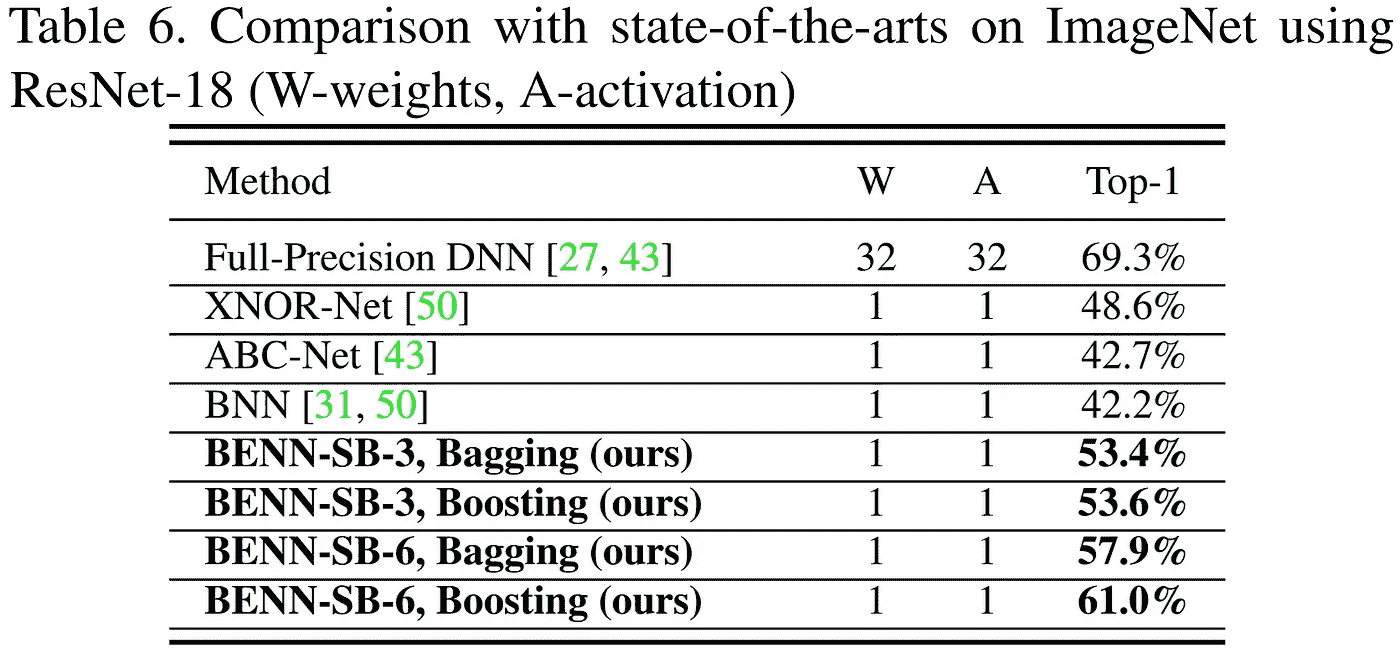 Table 6. Comparison with state-of-the-arts on ImageNet using
ResNet-18 (W-weights, A-activation)
Method W A Top-1
Full-Precision DNN [27, 43] 32 32 69.3%
XNOR-Net [50] 1 1 48.6%
ABC-Net [43] 1 1 42.7%
BNN [31, 50] 1 1 42.2%
BENN-SB-3, Bagging (ours) 1 1 53.4%
BENN-SB-3, Boosting (ours) 1 1 53.6%
BENN-SB-6, Bagging (ours) 1 1 57.9%
BENN-SB-6, Boosting (ours) 1 1 61.0%